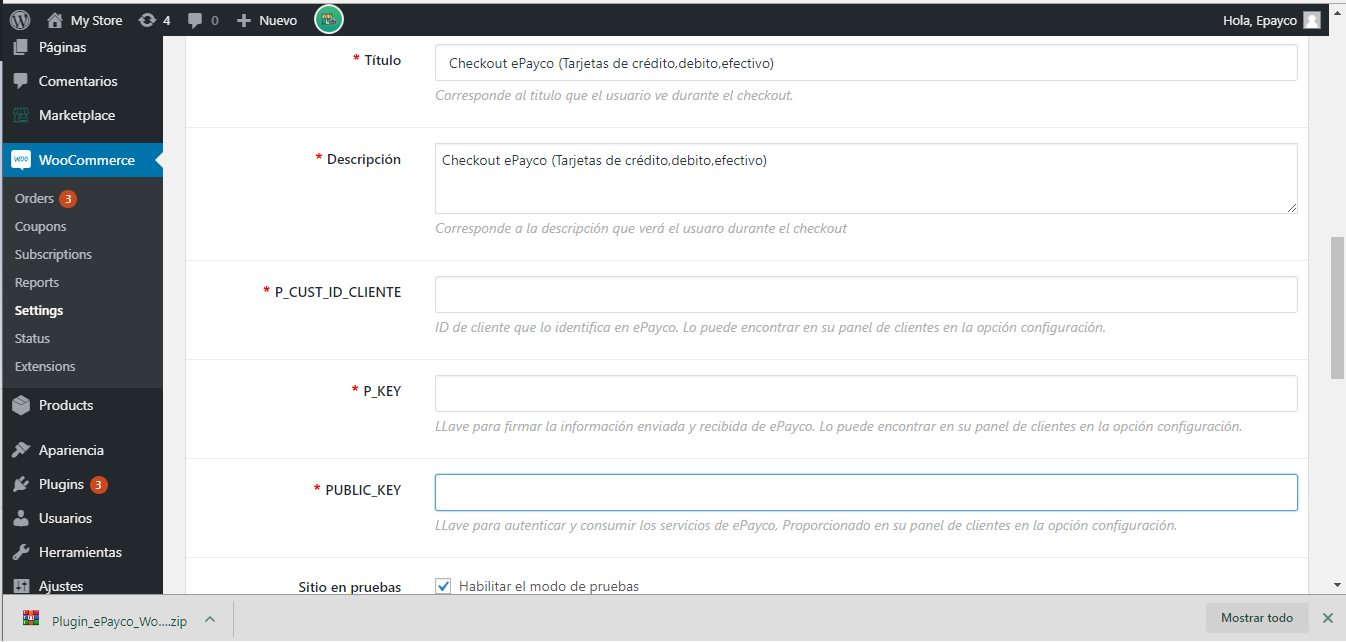 My Store
4
0
Nuevo
Hola, Epayco
Páginas
Comentarios
Marketplace
WooCommerce
Orders 3
Coupons
Subscriptions
Reports
Settings
Status
Extensions
Products
Apariencia
Plugins 3
Usuarios
Herramientas
Ajustes
* Título
Checkout ePayco (Tarjetas de crédito,debito,efectivo)
Corresponde al titulo que el usuario ve durante el checkout.
* Descripción
Checkout ePayco (Tarjetas de crédito,debito,efectivo)
Corresponde a la descripción que verá el usuaro durante el checkout
* P_CUST_ID_CLIENTE
ID de cliente que lo identifica en ePayco. Lo puede encontrar en su panel de clientes en la opción configuración.
* P_KEY
LLave para firmar la información enviada y recibida de ePayco. Lo puede encontrar en su panel de clientes en la opción configuración.
* PUBLIC_KEY
LLave para autenticar y consumir los servicios de ePayco, Proporcionado en su panel de clientes en la opción configuración.
Sitio en pruebas
Habilitar el modo de pruebas
Plugin_ePayco_Wo....zip
Mostrar todo